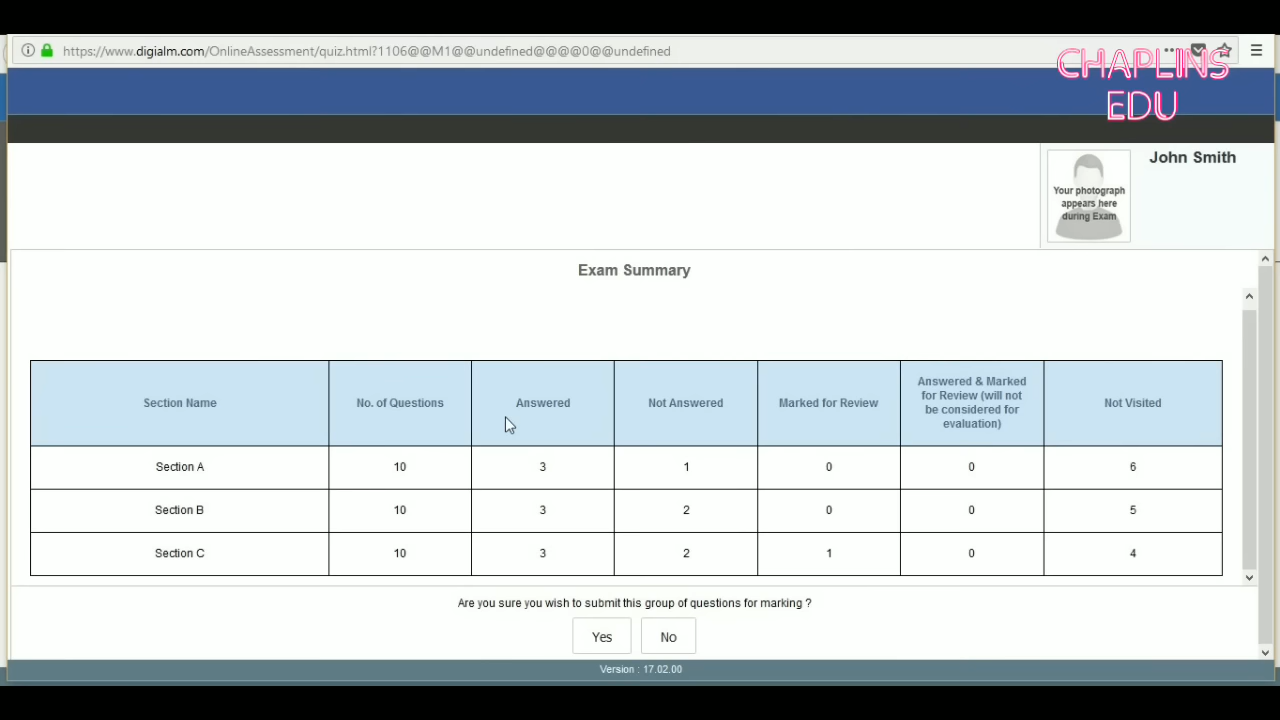 https://www.digialm.com/OnlineAssessment/quiz.html?1106@@M1@@undefined@@@@0@@undefined
CHAPLINS
EDU
John Smith
Your photograph
appears here
during Exam
Exam Summary
Section Name No. of Questions Answered Not Answered Marked for Review Answered & Marked for Review (will not be considered for evaluation) Not Visited
Section A 10 3 1 0 0 6
Section B 10 3 2 0 0 5
Section C 10 3 2 1 0 4
Are you sure you wish to submit this group of questions for marking ?
Yes No
Version : 17.02.00